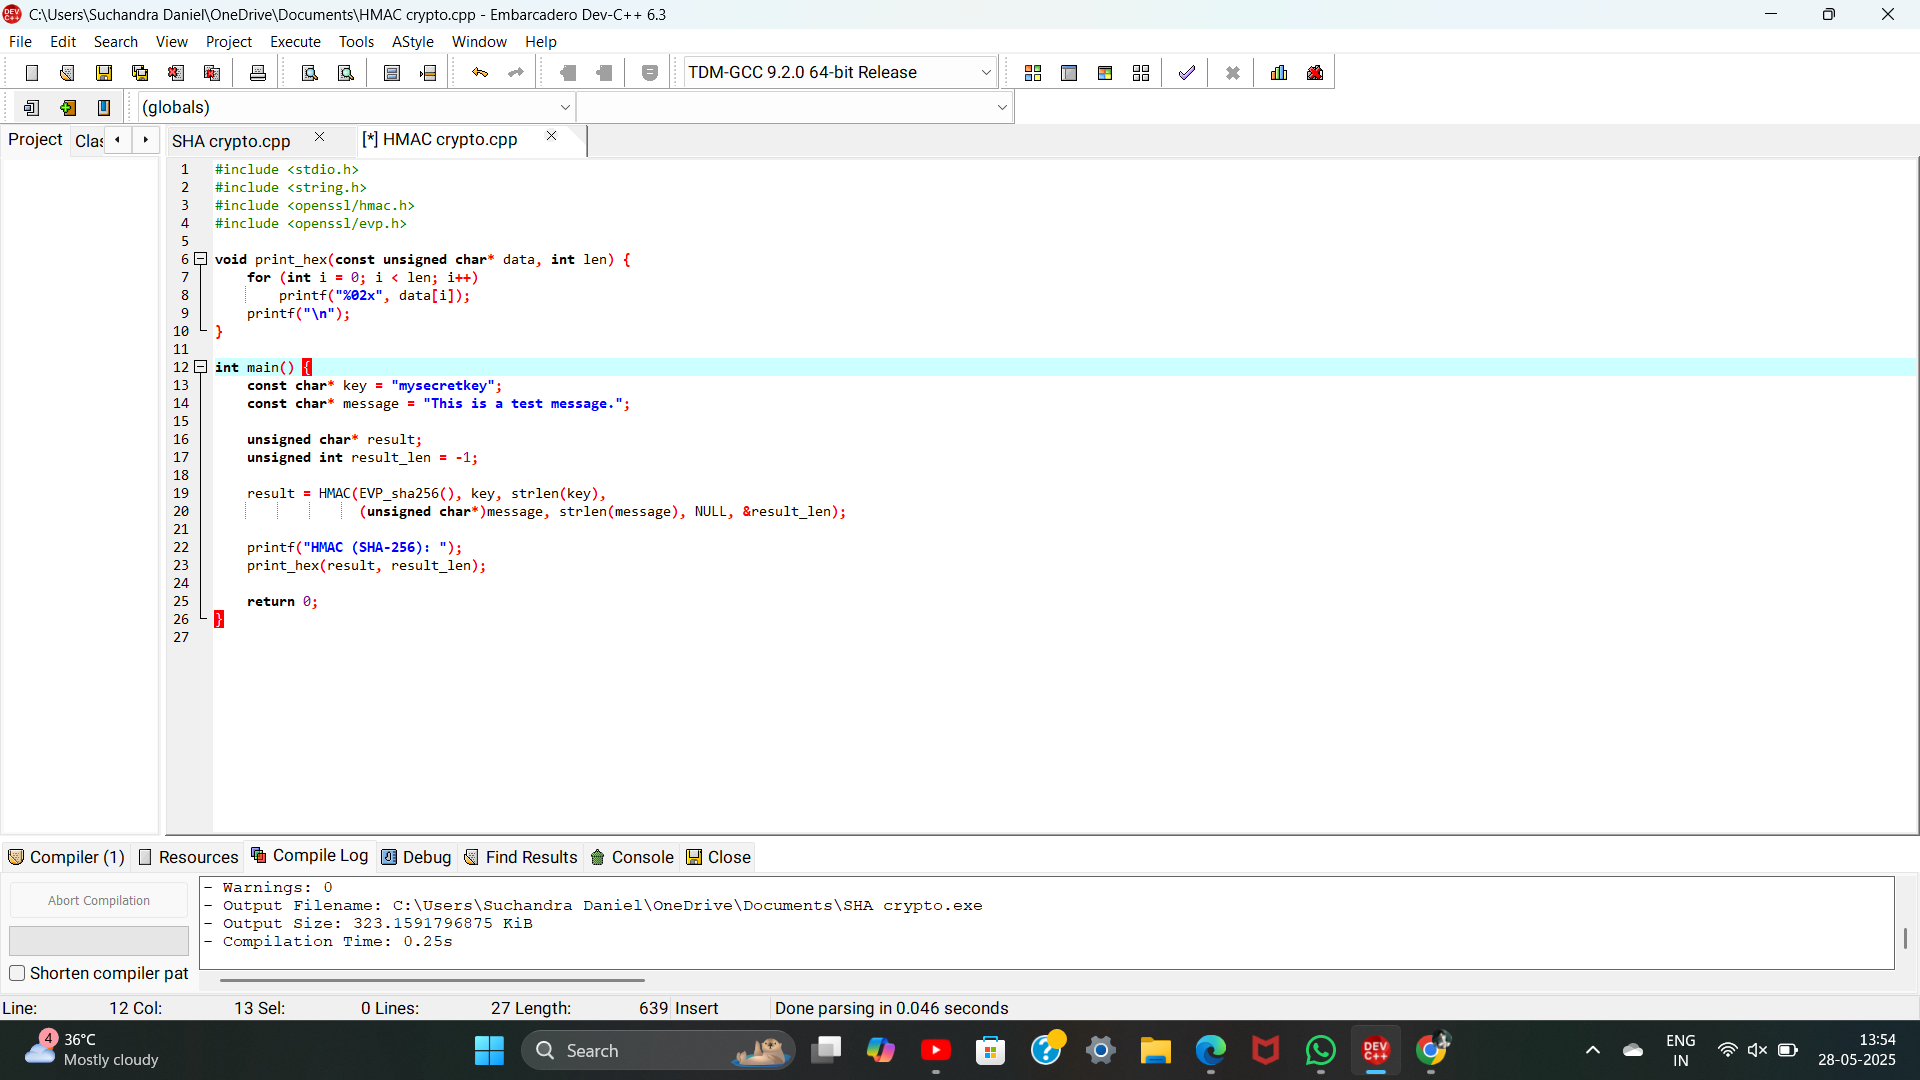 C:\Users\Suchandra Daniel\OneDrive\Documents\HMAC crypto.cpp - Embarcadero Dev-C++ 6.3
File Edit Search View Project Execute Tools AStyle Window Help
TDM-GCC 9.2.0 64-bit Release
(globals)
Project Clas SHA crypto.cpp [*] HMAC crypto.cpp
1 #include <stdio.h>
2 #include <string.h>
3 #include <openssl/hmac.h>
4 #include <openssl/evp.h>
5
6 void print_hex(const unsigned char* data, int len) {
7 for (int i = 0; i < len; i++)
8 printf("%02x", data[i]);
9 printf("\n");
10 }
11
12 int main() {
13 const char* key = "mysecretkey";
14 const char* message = "This is a test message.";
15
16 unsigned char* result;
17 unsigned int result_len = -1;
18
19 result = HMAC(EVP_sha256(), key, strlen(key),
20 (unsigned char*)message, strlen(message), NULL, &result_len);
21
22 printf("HMAC (SHA-256): ");
23 print_hex(result, result_len);
24
25 return 0;
26 }
27
Compiler (1) Resources Compile Log Debug Find Results Console Close
Abort Compilation
Shorten compiler pat
- Warnings: 0
- Output Filename: C:\Users\Suchandra Daniel\OneDrive\Documents\SHA crypto.exe
- Output Size: 323.1591796875 KiB
- Compilation Time: 0.25s
Line: 12 Col: 13 Sel: 0 Lines: 27 Length: 639 Insert Done parsing in 0.046 seconds
4 36°C
Mostly cloudy
Search
DEV
C++
ENG
IN
13:54
28-05-2025